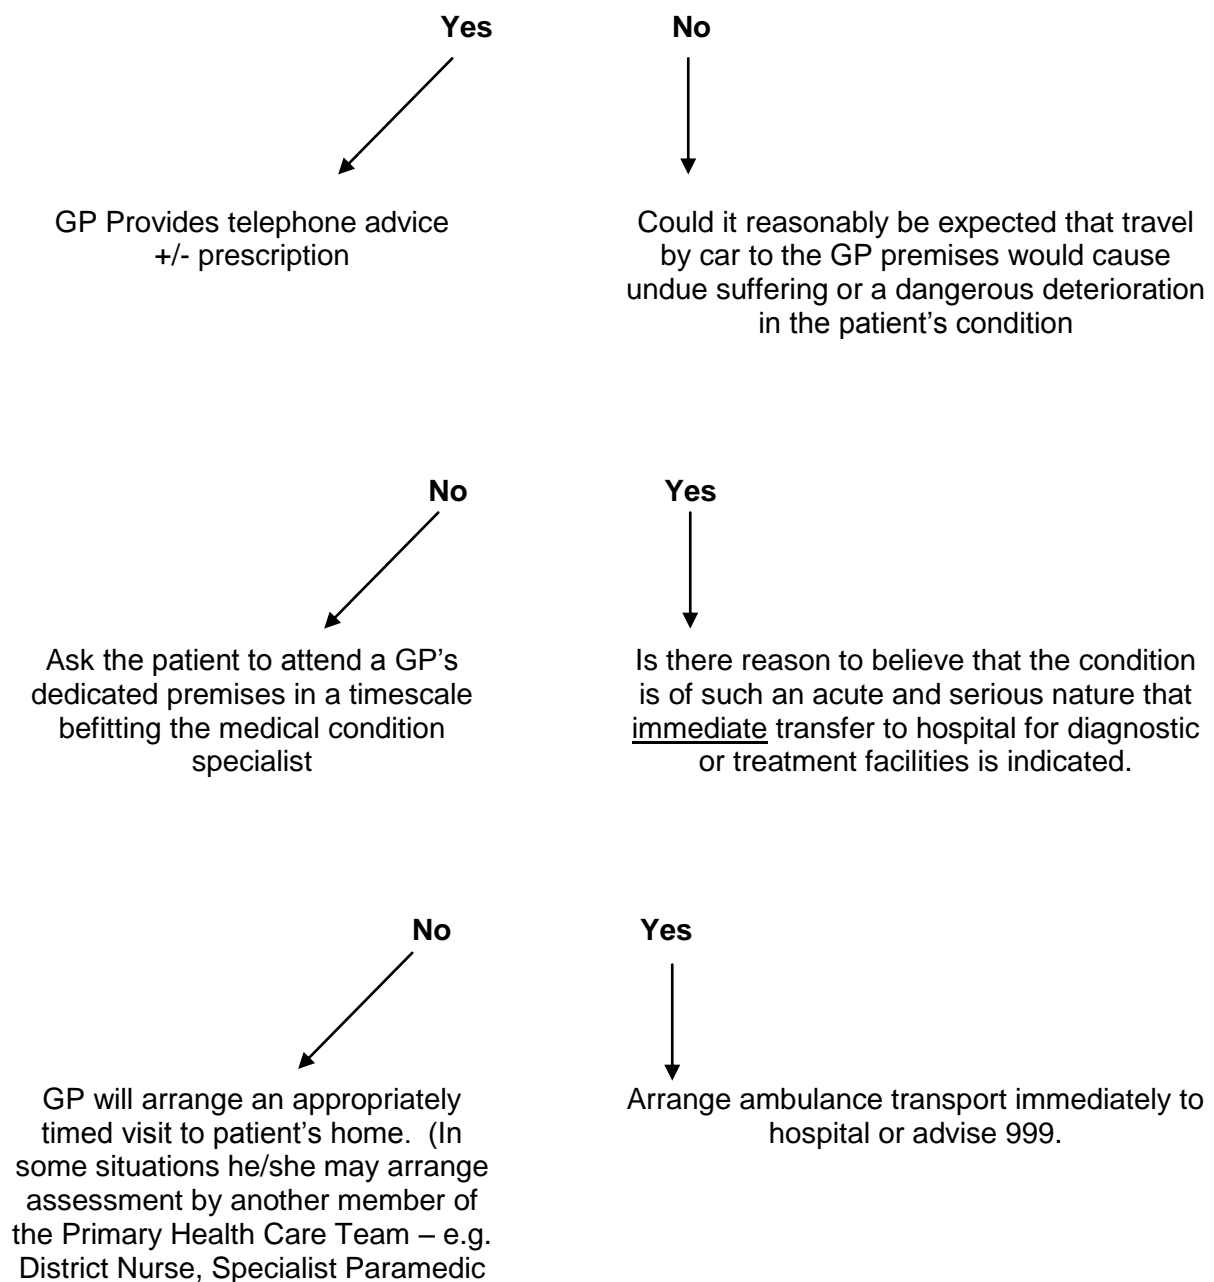 Yes
No
GP Provides telephone advice
+/- prescription
Could it reasonably be expected that travel
by car to the GP premises would cause
undue suffering or a dangerous deterioration
in the patient’s condition
No
Yes
Ask the patient to attend a GP’s
dedicated premises in a timescale
befitting the medical condition
specialist
Is there reason to believe that the condition
is of such an acute and serious nature that
immediate transfer to hospital for diagnostic
or treatment facilities is indicated.
No
Yes
GP will arrange an appropriately
timed visit to patient’s home.  (In
some situations he/she may arrange
assessment by another member of
the Primary Health Care Team – e.g.
District Nurse, Specialist Paramedic
Arrange ambulance transport immediately to
hospital or advise 999.